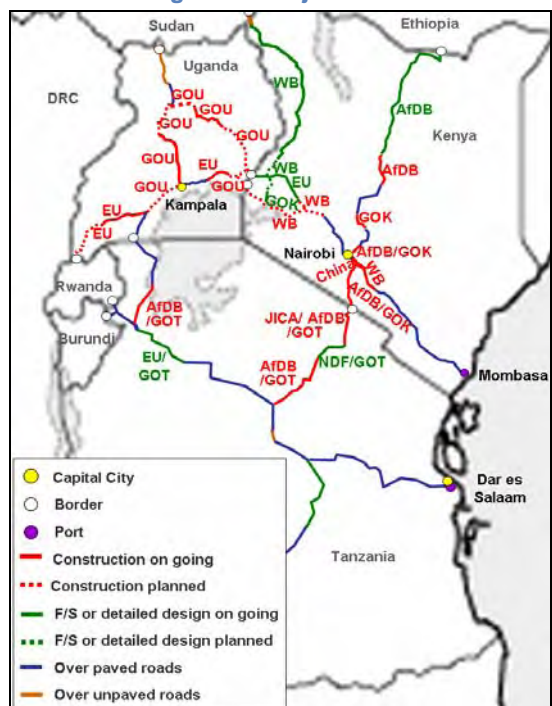 Sudan
Ethiopia
Uganda
DRC
WB
AfDB
Kenya
GOU
GOU
GOU
GOU
GOU
EU
WB
EU
AfDB
GOU
GOU
GOK
WB
WB
GOK
Kampala
EU
EU
Nairobi
AfDB/GOK
China
WB
AfDB/GOK
Rwanda
Burundi
AfDB
/GOT
JICA/ AfDB
/GOT
EU/
GOT
AfDB
/GOT
NDF/GOT
Mombasa
Dar es
Salaam
Tanzania
Capital City
Border
Port
Construction on going
Construction planned
F/S or detailed design on going
F/S or detailed design planned
Over paved roads
Over unpaved roads